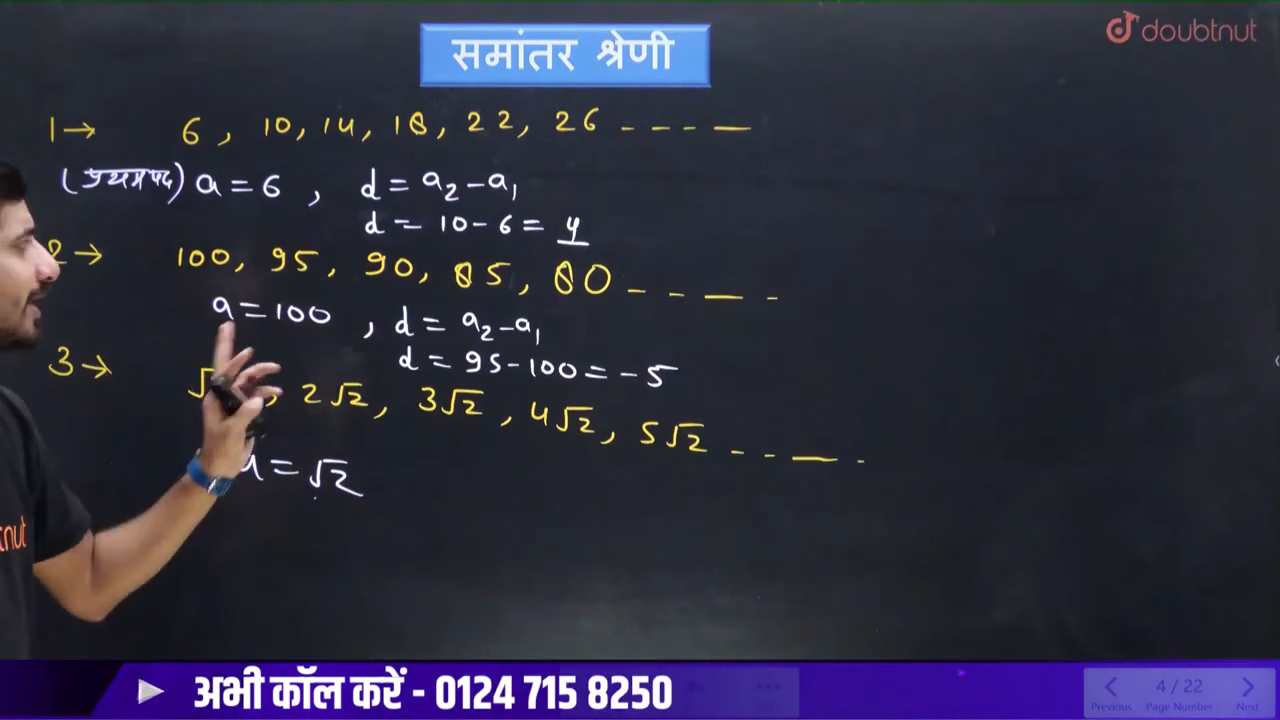 समांतर श्रेणी
doubtnut
1→ 6, 10, 14, 18, 22, 26 ----
(प्रथम पद) a = 6, d = a₂-a₁
d = 10-6 = 4
2→ 100, 95, 90, 85, 80 ----
a = 100, d = a₂-a₁
d = 95-100 = -5
3→ 2√2, 3√2, 4√2, 5√2 ----
= √2
अभी कॉल करें - 0124 715 8250
4 / 22
Previous Page Number Next